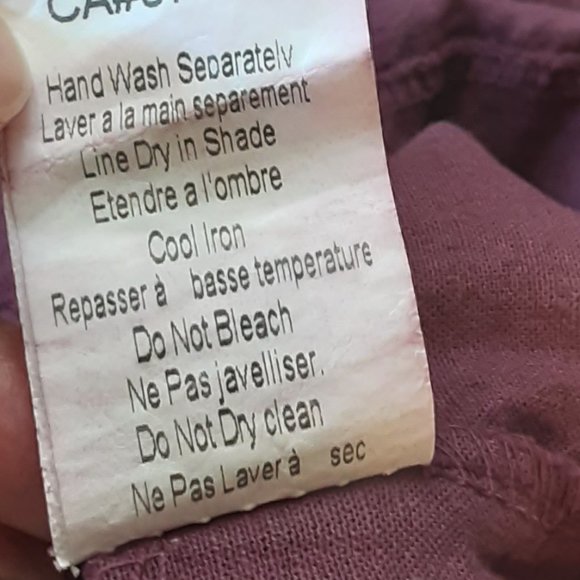 Hand Wash Separately
Laver a la main separement
Line Dry in Shade
Etendre a l'ombre
Cool Iron
Repasser à basse temperature
Do Not Bleach
Ne Pas javelliser.
Do Not Dry clean
Ne Pas Laver à sec